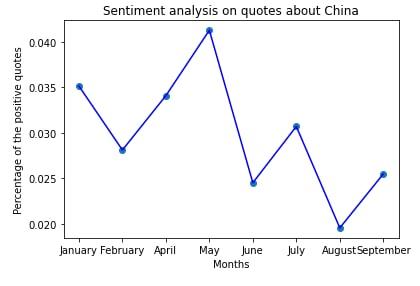 Sentiment analysis on quotes about China
Percentage of the positive quotes
0.040
0.035
0.030
0.025
0.020
January February April May June July August September
Months